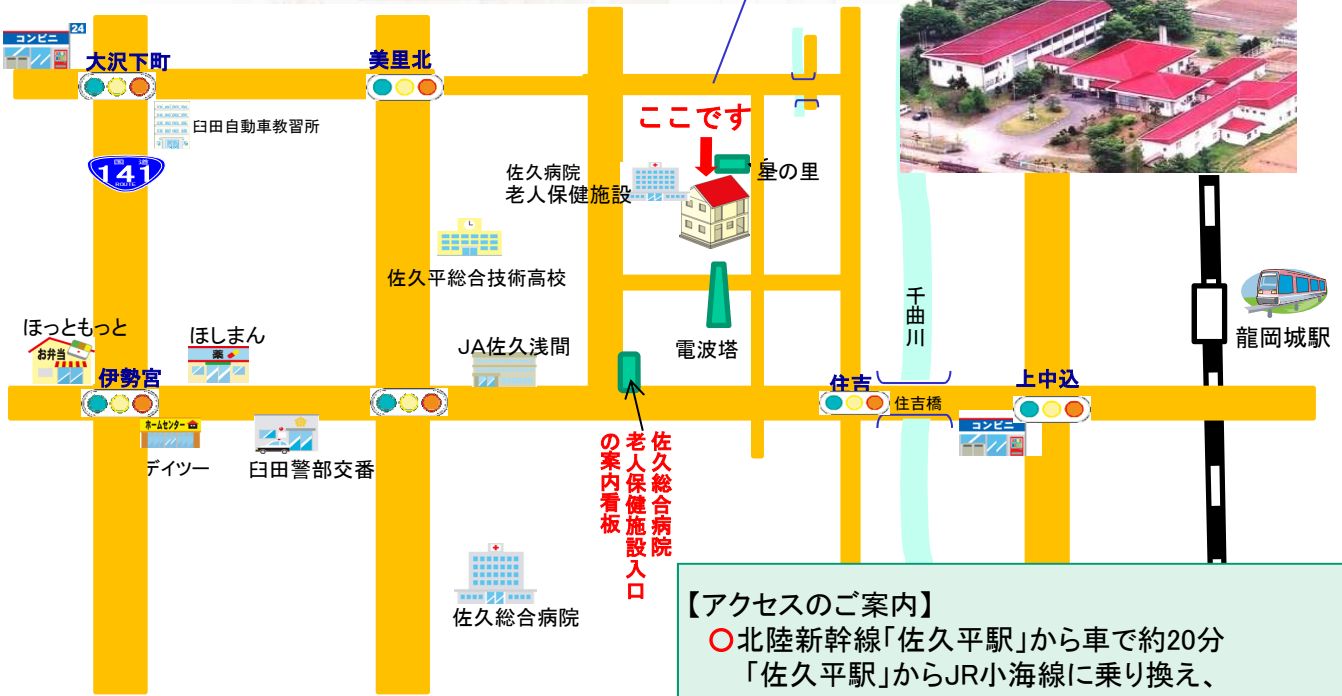 コンビニ
24
大沢下町
美里北
臼田自動車教習所
国道
141
ROUTE
ここです
佐久病院
老人保健施設
星の里
佐久平総合技術高校
千曲川
龍岡城駅
ほっともっと
お弁当
ほしまん
薬
JA佐久浅間
電波塔
伊勢宮
住吉
住吉橋
上中込
コンビニ
ホームセンター
デイツー
臼田警部交番
佐久総合病院
老人保健施設入口
の案内看板
佐久総合病院
【アクセスのご案内】
○北陸新幹線「佐久平駅」から車で約20分
「佐久平駅」からJR小海線に乗り換え、